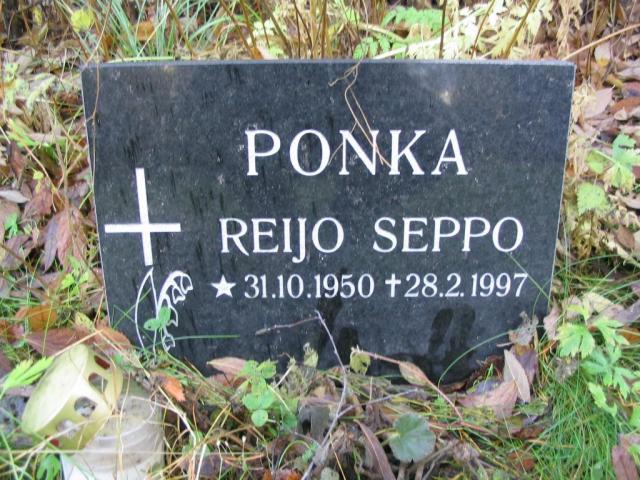 PONKA
REIJO SEPPO
★ 31.10.1950 ✝ 28.2.1997